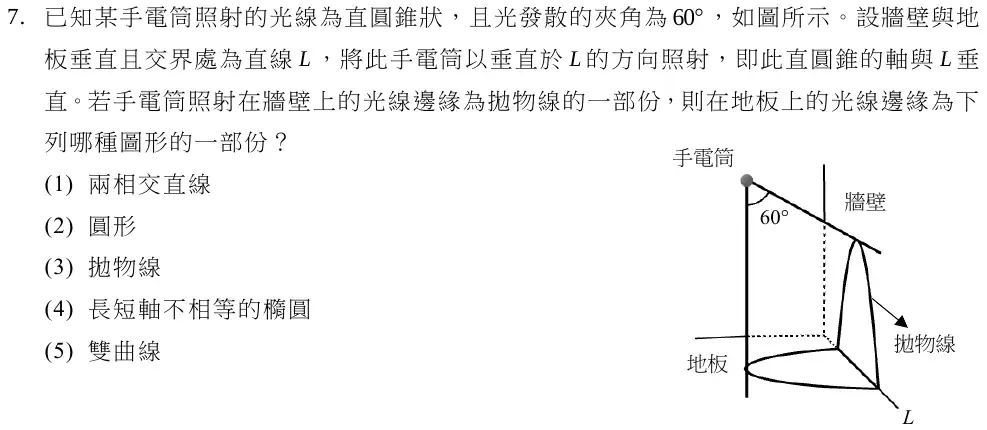 7. 已知某手電筒照射的光線為直圓錐狀，且光發散的夾角為 60°，如圖所示。設牆壁與地
板垂直且交界處為直線 L，將此手電筒以垂直於 L 的方向照射，即此直圓錐的軸與 L 垂
直。若手電筒照射在牆壁上的光線邊緣為拋物線的一部份，則在地板上的光線邊緣為下
列哪種圖形的一部份？
(1) 兩相交直線
(2) 圓形
(3) 拋物線
(4) 長短軸不相等的橢圓
(5) 雙曲線
手電筒
牆壁
60°
拋物線
地板
L